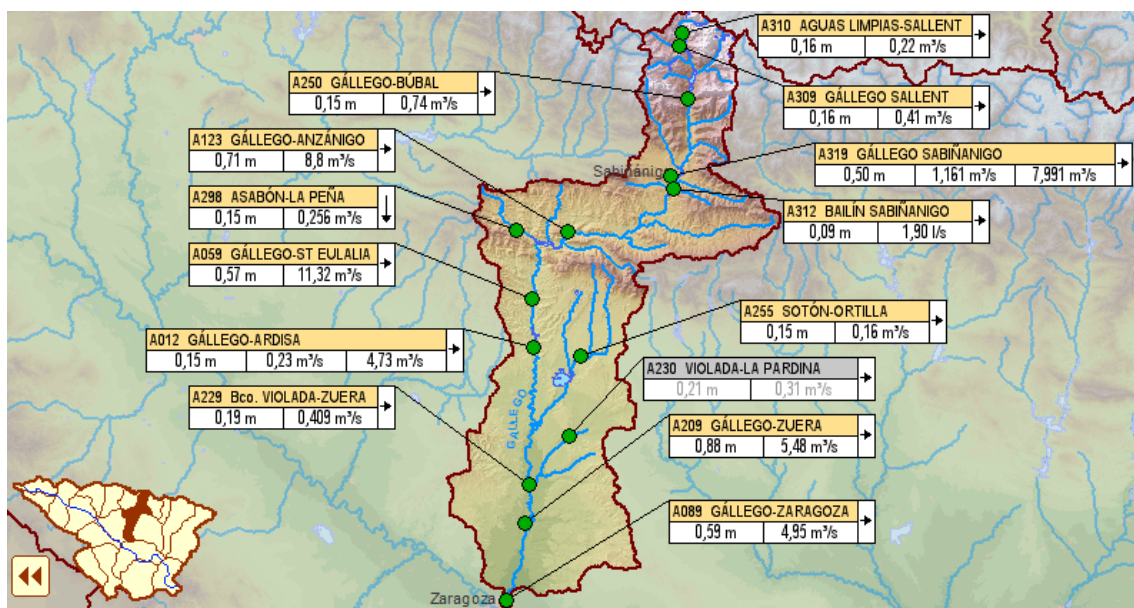 A310 AGUAS LIMPIAS-SALLENT
0,16 m 0,22 m³/s
A250 GÁLLEGO-BÚBAL
0,15 m 0,74 m³/s
A309 GÁLLEGO SALLENT
0,16 m 0,41 m³/s
A123 GÁLLEGO-ANZÁNIGO
0,71 m 8,8 m³/s
A319 GÁLLEGO SABIÑANIGO
0,50 m 1,161 m³/s 7,991 m³/s
Sabiñánigo
A298 ASABÓN-LA PEÑA
0,15 m 0,256 m³/s
A312 BAILÍN SABIÑANIGO
0,09 m 1,90 l/s
A059 GÁLLEGO-ST EULALIA
0,57 m 11,32 m³/s
A255 SOTÓN-ORTILLA
0,15 m 0,16 m³/s
A012 GÁLLEGO-ARDISA
0,15 m 0,23 m³/s 4,73 m³/s
A230 VIOLADA-LA PARDINA
0,21 m 0,31 m³/s
A229 Bco. VIOLADA-ZUERA
0,19 m 0,409 m³/s
GALLEGO
A209 GÁLLEGO-ZUERA
0,88 m 5,48 m³/s
A089 GÁLLEGO-ZARAGOZA
0,59 m 4,95 m³/s
Zaragoza